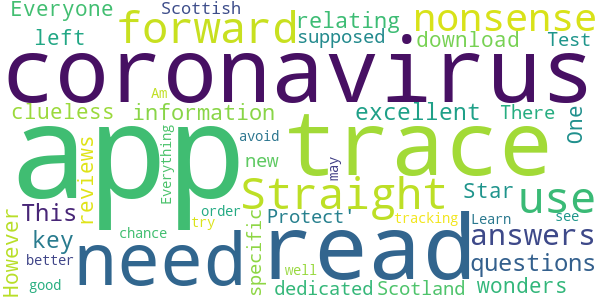 Everyone
Scottish
forward
relating
nonsense
left
supposed
download
Test
coronavirus
clueless
Am
information
excellent
There
One
app
Everything
avoid
trace
reviews
new
may
Straight
Star
use
This
However
key
need
order
try
chance
specific
Protect'
read
tracking
Learn
see
answers
better
good
well
dedicated
Scotland
questions
wonders